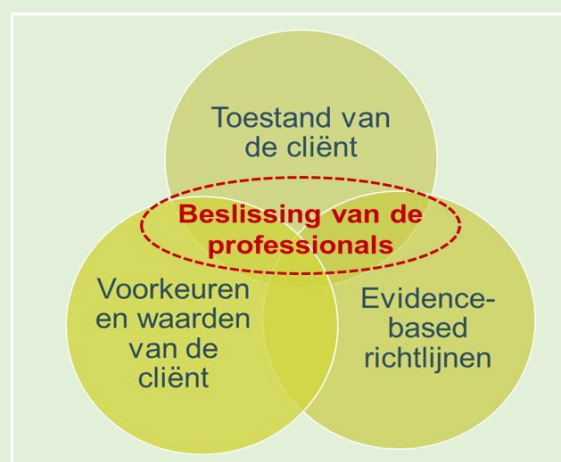 Toestand van
de cliënt
Beslissing van de
professionals
Voorkeuren
en waarden
van de
cliënt
Evidence-
based
richtlijnen